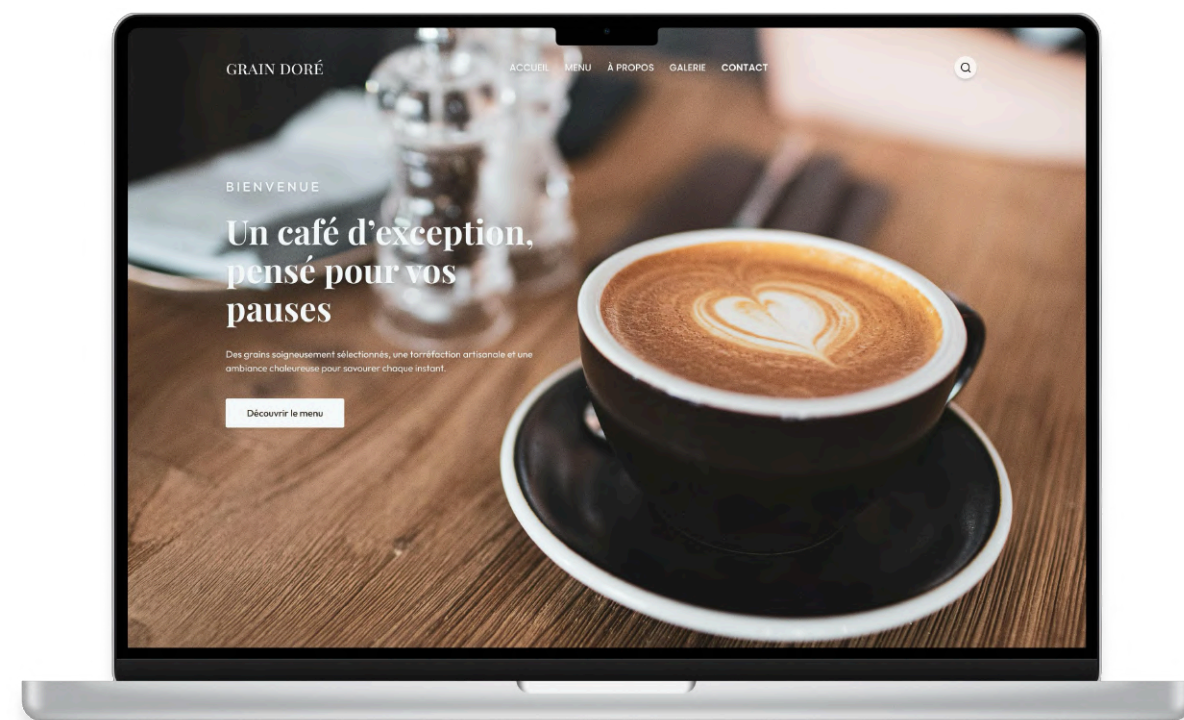 GRAIN DORÉ
ACCUEIL MENU À PROPOS GALERIE CONTACT
BIENVENUE
Un café d’exception,
pensé pour vos
pauses
Des grains soigneusement sélectionnés, une torréfaction artisanale et une
ambiance chaleureuse pour savourer chaque instant.
Découvrir le menu